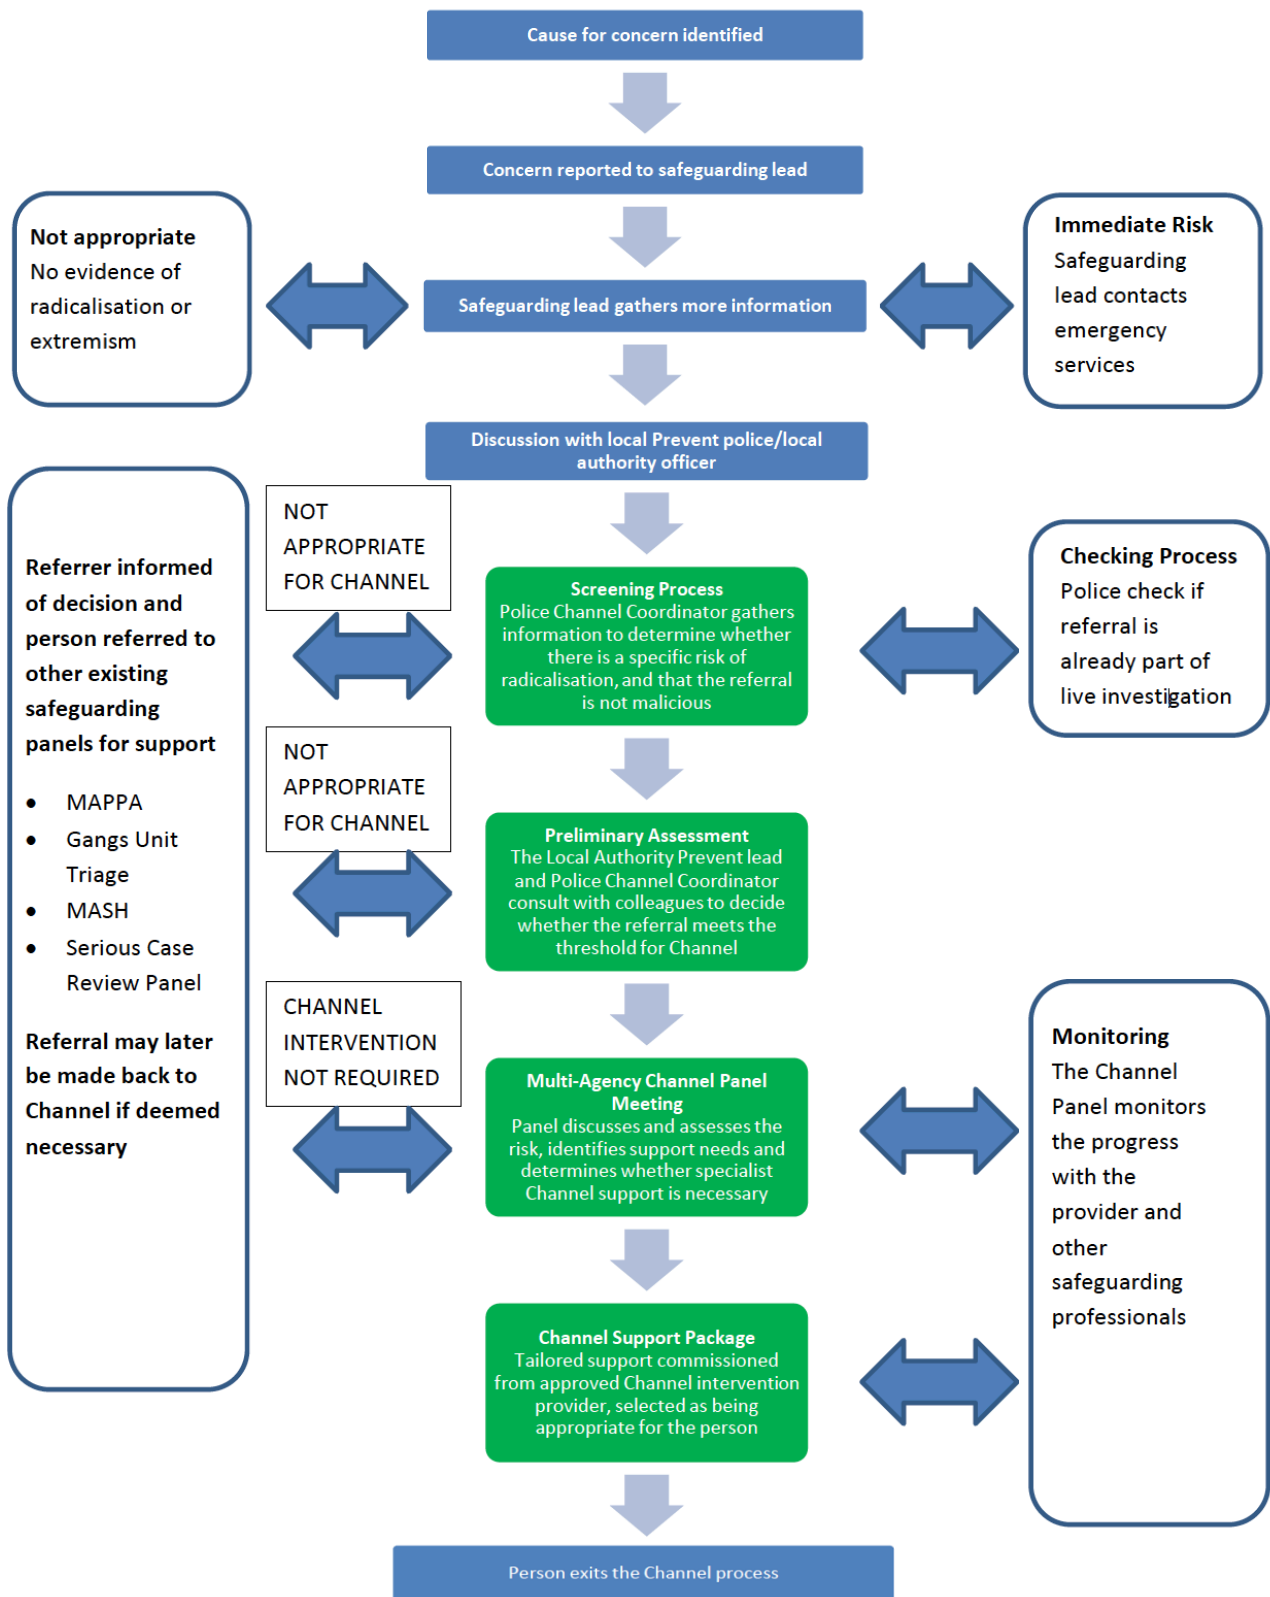 Cause for concern identified
Concern reported to safeguarding lead
Not appropriate
No evidence of
radicalisation or
extremism
Safeguarding lead gathers more information
Immediate Risk
Safeguarding
lead contacts
emergency
services
Discussion with local Prevent police/local
authority officer
Referrer informed
of decision and
person referred to
other existing
safeguarding
panels for support
• MAPPA
• Gangs Unit
Triage
• MASH
• Serious Case
Review Panel
Referral may later
be made back to
Channel if deemed
necessary
NOT
APPROPRIATE
FOR CHANNEL
Screening Process
Police Channel Coordinator gathers
information to determine whether
there is a specific risk of
radicalisation, and that the referral
is not malicious
Checking Process
Police check if
referral is
already part of
live investigation
NOT
APPROPRIATE
FOR CHANNEL
Preliminary Assessment
The Local Authority Prevent lead
and Police Channel Coordinator
consult with colleagues to decide
whether the referral meets the
threshold for Channel
CHANNEL
INTERVENTION
NOT REQUIRED
Multi-Agency Channel Panel
Meeting
Panel discusses and assesses the
risk, identifies support needs and
determines whether specialist
Channel support is necessary
Monitoring
The Channel
Panel monitors
the progress
with the
provider and
other
safeguarding
professionals
Channel Support Package
Tailored support commissioned
from approved Channel intervention
provider, selected as being
appropriate for the person
Person exits the Channel process